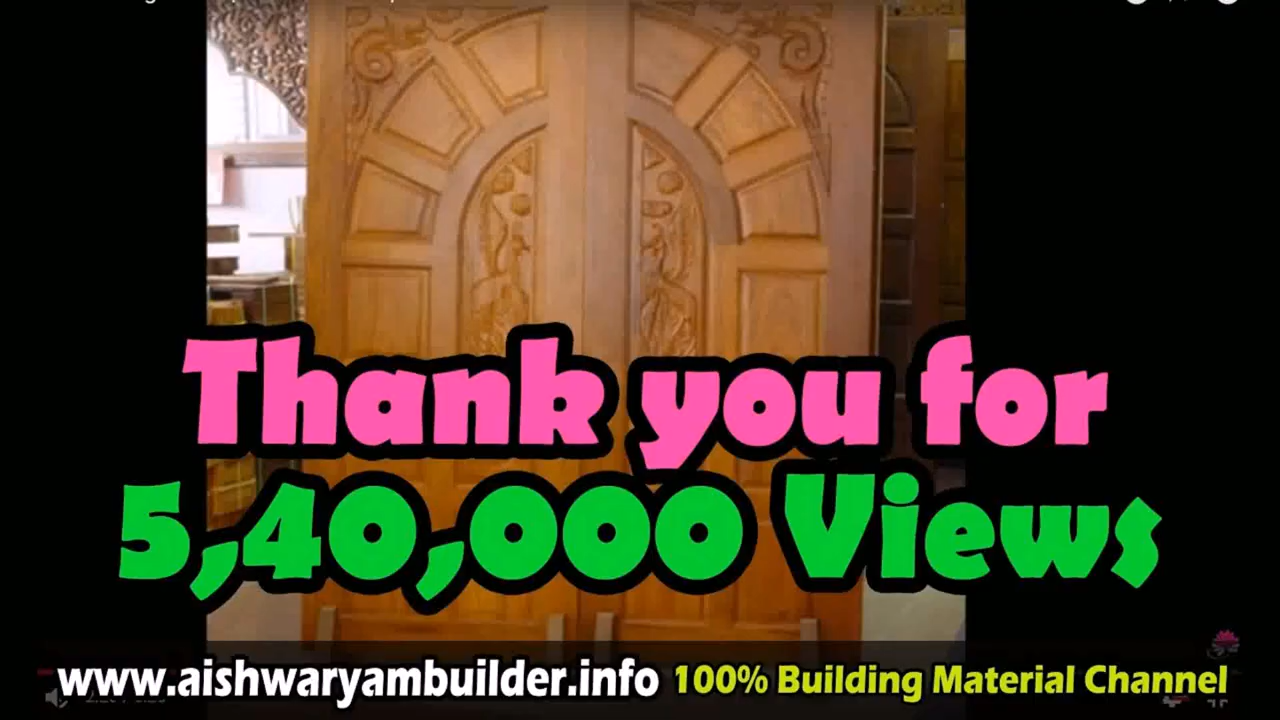 Thank you for
5,40,000 Views
www.aishwaryambuilder.info 100% Building Material Channel